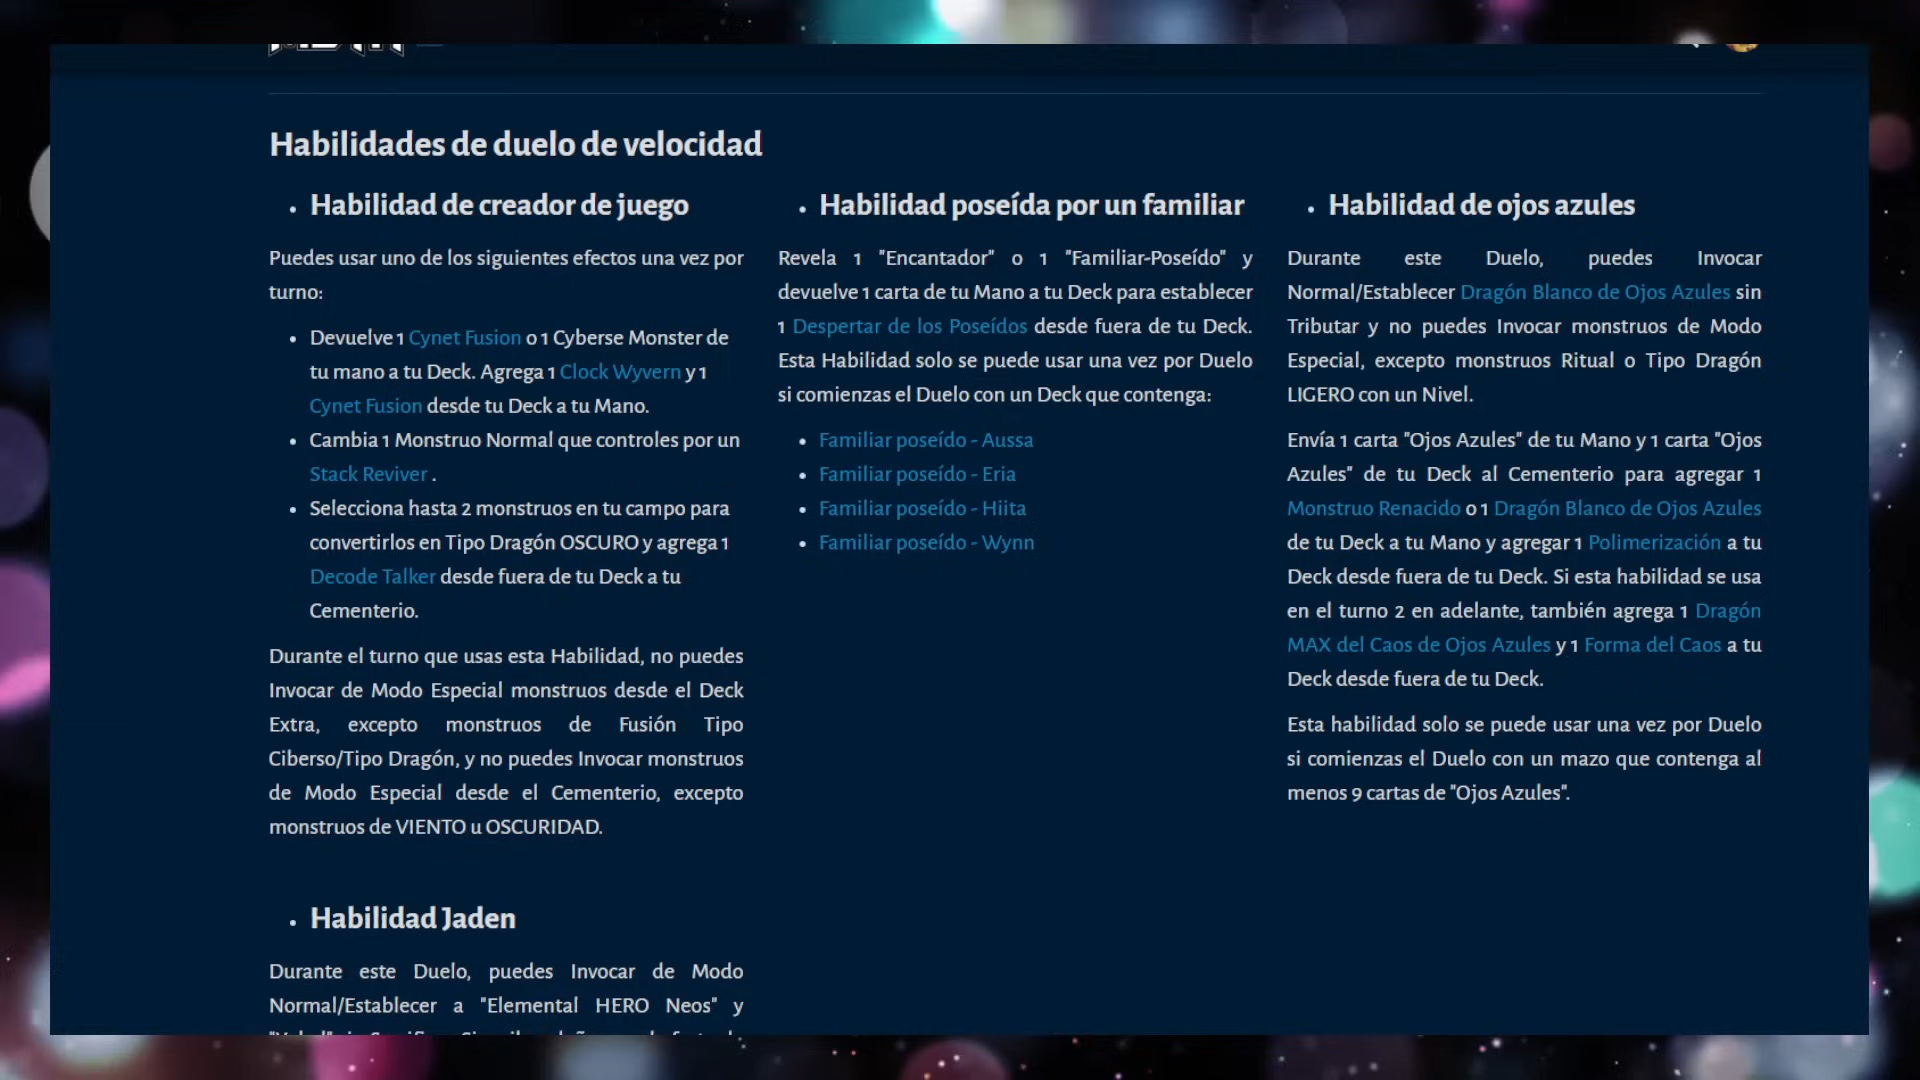 Habilidades de duelo de velocidad
Habilidad de creador de juego
Puedes usar uno de los siguientes efectos una vez por
turno:
Devuelve 1 Cynet Fusion o 1 Cyberse Monster de
tu mano a tu Deck. Agrega 1 Clock Wyvern y 1
Cynet Fusion desde tu Deck a tu Mano.
Cambia 1 Monstruo Normal que controles por un
Stack Reviver .
Selecciona hasta 2 monstruos en tu campo para
convertirlos en Tipo Dragón OSCURO y agrega 1
Decode Talker desde fuera de tu Deck a tu
Cementerio.
Durante el turno que usas esta Habilidad, no puedes
Invocar de Modo Especial monstruos desde el Deck
Extra, excepto monstruos de Fusión Tipo
Ciberso/Tipo Dragón, y no puedes Invocar monstruos
de Modo Especial desde el Cementerio, excepto
monstruos de VIENTO u OSCURIDAD.
Habilidad poseída por un familiar
Revela 1 "Encantador" o 1 "Familiar-Poseído" y
devuelve 1 carta de tu Mano a tu Deck para establecer
1 Despertar de los Poseídos desde fuera de tu Deck.
Esta Habilidad solo se puede usar una vez por Duelo
si comienzas el Duelo con un Deck que contenga:
Familiar poseído - Aussa
Familiar poseído - Eria
Familiar poseído - Hiita
Familiar poseído - Wynn
Habilidad de ojos azules
Durante este Duelo, puedes Invocar
Normal/Establecer Dragón Blanco de Ojos Azules sin
Tributar y no puedes Invocar monstruos de Modo
Especial, excepto monstruos Ritual o Tipo Dragón
LIGERO con un Nivel.
Envía 1 carta "Ojos Azules" de tu Mano y 1 carta "Ojos
Azules" de tu Deck al Cementerio para agregar 1
Monstruo Renacido o 1 Dragón Blanco de Ojos Azules
de tu Deck a tu Mano y agregar 1 Polimerización a tu
Deck desde fuera de tu Deck. Si esta habilidad se usa
en el turno 2 en adelante, también agrega 1 Dragón
MAX del Caos de Ojos Azules y 1 Forma del Caos a tu
Deck desde fuera de tu Deck.
Esta habilidad solo se puede usar una vez por Duelo
si comienzas el Duelo con un mazo que contenga al
menos 9 cartas de "Ojos Azules".
Habilidad Jaden
Durante este Duelo, puedes Invocar de Modo
Normal/Establecer a "Elemental HERO Neos" y